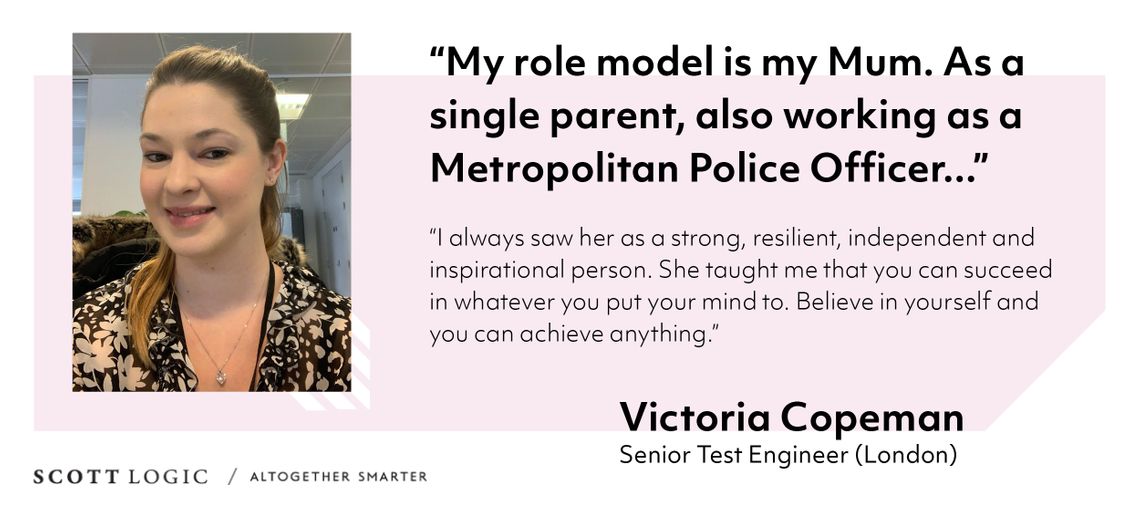 “My role model is my Mum. As a
single parent, also working as a
Metropolitan Police Officer...”
“I always saw her as a strong, resilient, independent and
inspirational person. She taught me that you can succeed
in whatever you put your mind to. Believe in yourself and
you can achieve anything.”
Victoria Copeman
Senior Test Engineer (London)
SCOTT LOGIC / ALTOGETHER SMARTER